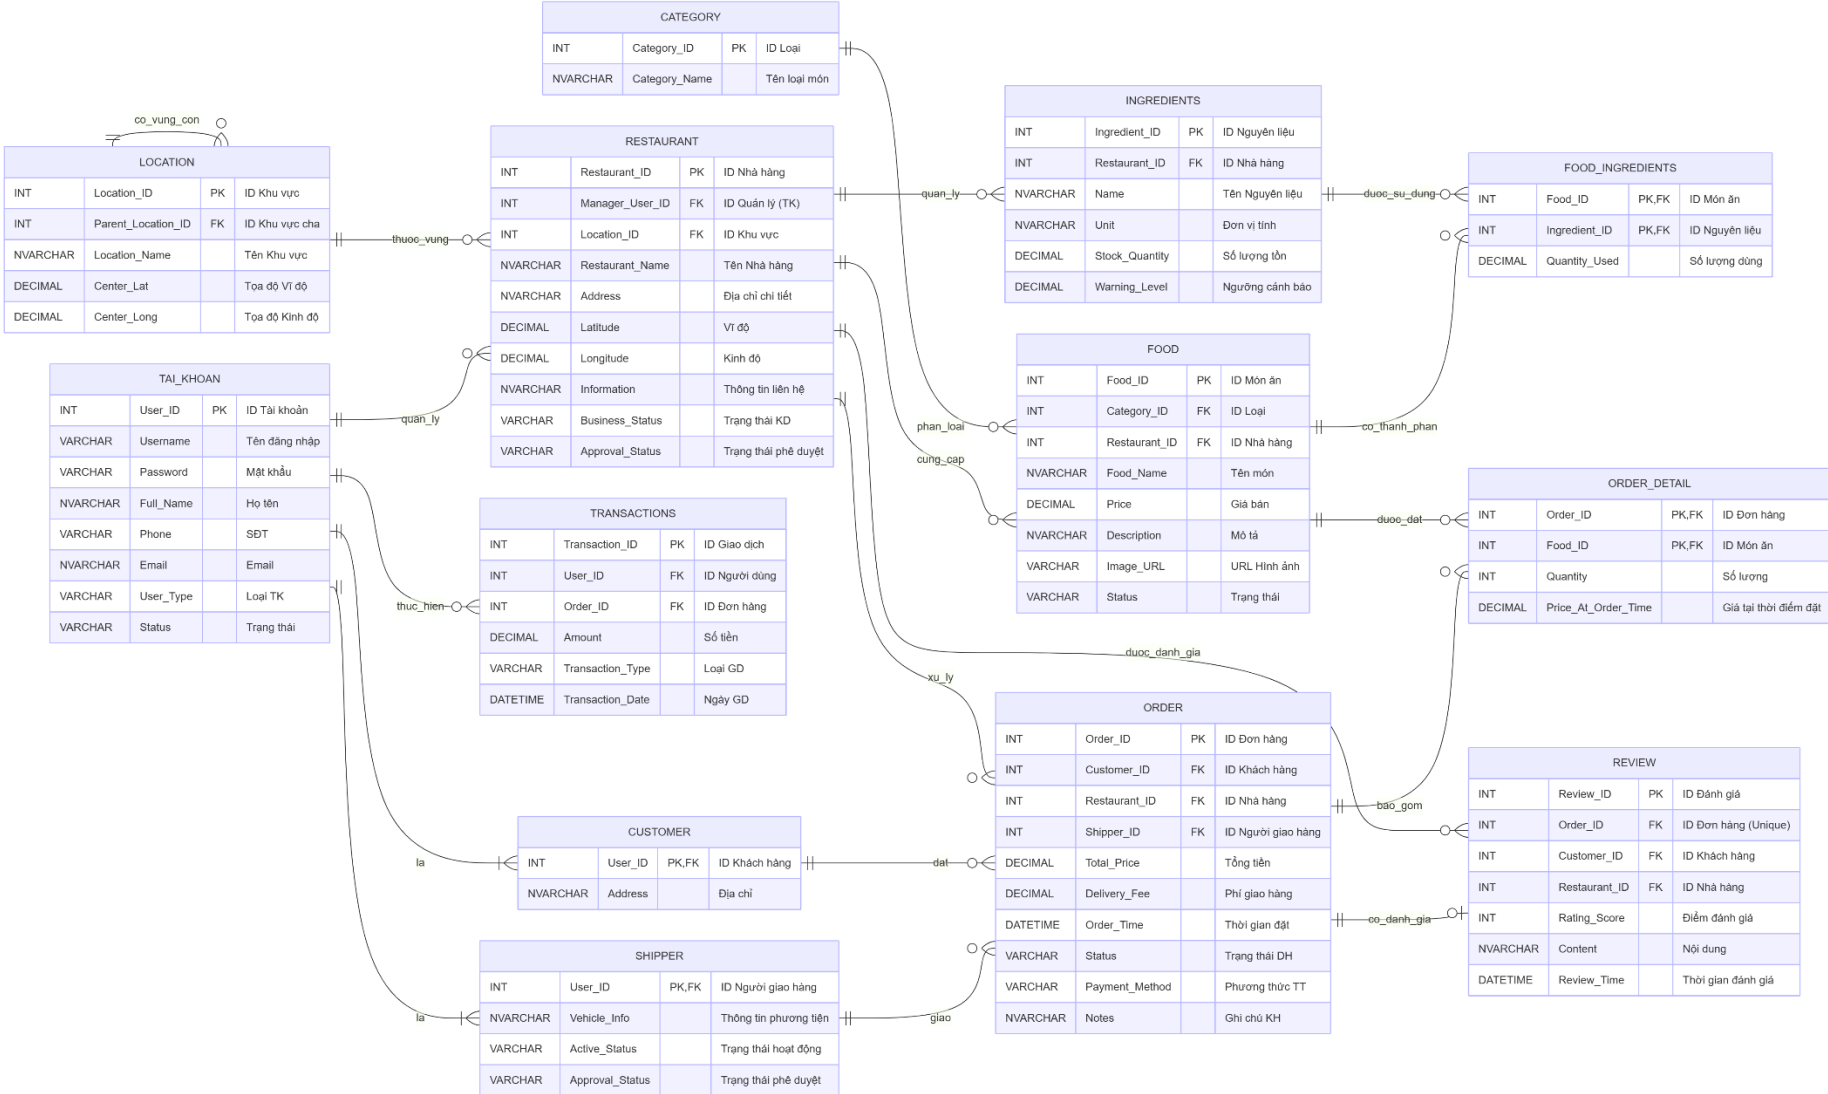 CATEGORY
INT Category_ID PK ID Loại
NVARCHAR Category_Name Tên loại món
co_vung_con
LOCATION
INT Location_ID PK ID Khu vực
INT Parent_Location_ID FK ID Khu vực cha
NVARCHAR Location_Name Tên Khu vực
DECIMAL Center_Lat Tọa độ Vĩ độ
DECIMAL Center_Long Tọa độ Kinh độ
thuoc_vung
RESTAURANT
INT Restaurant_ID PK ID Nhà hàng
INT Manager_User_ID FK ID Quản lý (TK)
INT Location_ID FK ID Khu vực
NVARCHAR Restaurant_Name Tên Nhà hàng
NVARCHAR Address Địa chỉ chi tiết
DECIMAL Latitude Vĩ độ
DECIMAL Longitude Kinh độ
NVARCHAR Information Thông tin liên hệ
VARCHAR Business_Status Trạng thái KD
VARCHAR Approval_Status Trạng thái phê duyệt
quan_ly
INGREDIENTS
INT Ingredient_ID PK ID Nguyên liệu
INT Restaurant_ID FK ID Nhà hàng
NVARCHAR Name Tên Nguyên liệu
NVARCHAR Unit Đơn vị tính
DECIMAL Stock_Quantity Số lượng tồn
DECIMAL Warning_Level Ngưỡng cảnh báo
duoc_su_dung
FOOD_INGREDIENTS
INT Food_ID PK,FK ID Món ăn
INT Ingredient_ID PK,FK ID Nguyên liệu
DECIMAL Quantity_Used Số lượng dùng
TAI_KHOAN
INT User_ID PK ID Tài khoản
VARCHAR Username Tên đăng nhập
VARCHAR Password Mật khẩu
NVARCHAR Full_Name Họ tên
VARCHAR Phone SĐT
NVARCHAR Email Email
VARCHAR User_Type Loại TK
VARCHAR Status Trạng thái
quan_ly
phan_loai
cung_cap
FOOD
INT Food_ID PK ID Món ăn
INT Category_ID FK ID Loại
INT Restaurant_ID FK ID Nhà hàng
NVARCHAR Food_Name Tên món
DECIMAL Price Giá bán
NVARCHAR Description Mô tả
VARCHAR Image_URL URL Hình ảnh
VARCHAR Status Trạng thái
co_thanh_phan
duoc_dat
ORDER_DETAIL
INT Order_ID PK,FK ID Đơn hàng
INT Food_ID PK,FK ID Món ăn
INT Quantity Số lượng
DECIMAL Price_At_Order_Time Giá tại thời điểm đặt
TRANSACTIONS
INT Transaction_ID PK ID Giao dịch
INT User_ID FK ID Người dùng
INT Order_ID FK ID Đơn hàng
DECIMAL Amount Số tiền
VARCHAR Transaction_Type Loại GD
DATETIME Transaction_Date Ngày GD
thuc_hien
duoc_danh_gia
xu_ly
ORDER
INT Order_ID PK ID Đơn hàng
INT Customer_ID FK ID Khách hàng
INT Restaurant_ID FK ID Nhà hàng
INT Shipper_ID FK ID Người giao hàng
DECIMAL Total_Price Tổng tiền
DECIMAL Delivery_Fee Phí giao hàng
DATETIME Order_Time Thời gian đặt
VARCHAR Status Trạng thái DH
VARCHAR Payment_Method Phương thức TT
NVARCHAR Notes Ghi chú KH
bao_gom
co_danh_gia
REVIEW
INT Review_ID PK ID Đánh giá
INT Order_ID FK ID Đơn hàng (Unique)
INT Customer_ID FK ID Khách hàng
INT Restaurant_ID FK ID Nhà hàng
INT Rating_Score Điểm đánh giá
NVARCHAR Content Nội dung
DATETIME Review_Time Thời gian đánh giá
la
CUSTOMER
INT User_ID PK,FK ID Khách hàng
NVARCHAR Address Địa chỉ
dat
la
SHIPPER
INT User_ID PK,FK ID Người giao hàng
NVARCHAR Vehicle_Info Thông tin phương tiện
VARCHAR Active_Status Trạng thái hoạt động
VARCHAR Approval_Status Trạng thái phê duyệt
giao